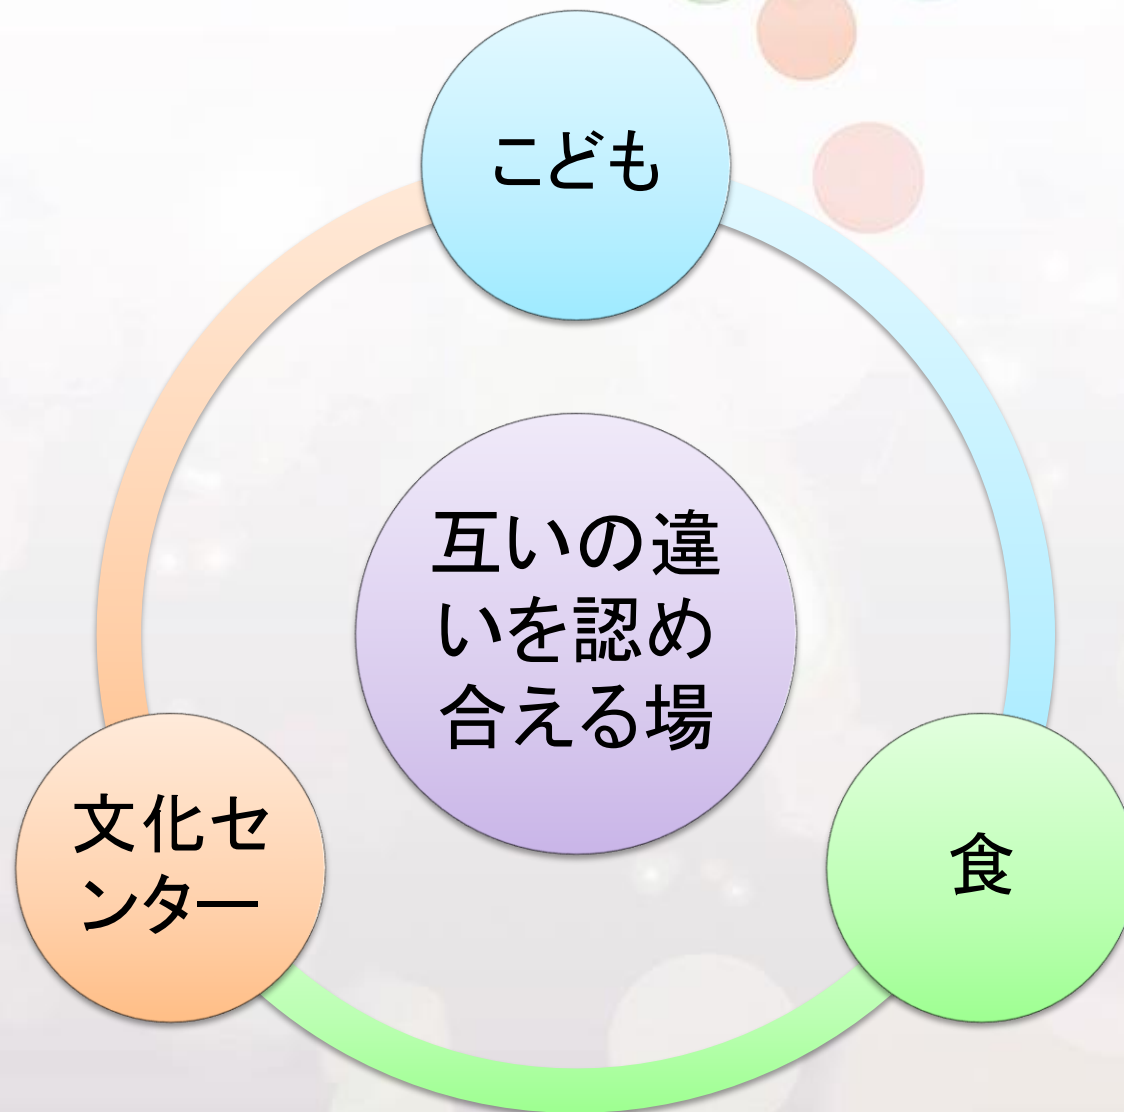 こども
互いの違
いを認め
合える場
文化セ
ンター
食